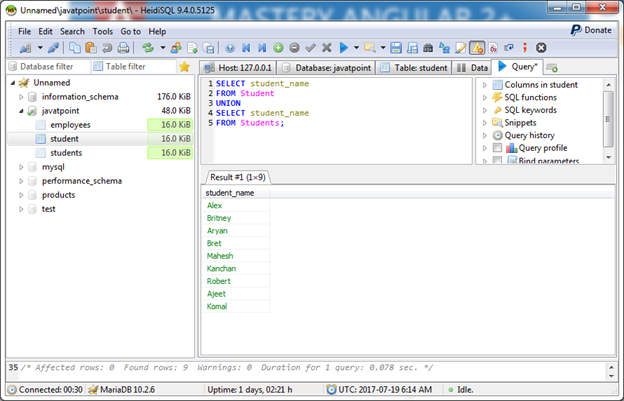 MASTERY ANGULAR 2+
Unnamed\javatpoint\student\ - HeidiSQL 9.4.0.5125
File Edit Search Tools Go to Help
Donate
Database filter Table filter
Host: 127.0.0.1 Database: javatpoint Table: student Data Query*
Unnamed
information_schema 176.0 KiB
javatpoint 48.0 KiB
employees 16.0 KiB
student 16.0 KiB
students 16.0 KiB
mysql
performance_schema
products
test
1 SELECT student_name
2 FROM Student
3 UNION
4 SELECT student_name
5 FROM Students;
Columns in student
SQL functions
SQL keywords
Snippets
Query history
Query profile
Bind parameters
Result #1 (1×9)
student_name
Alex
Britney
Aryan
Bret
Mahesh
Kanchan
Robert
Ajeet
Komal
35 /* Affected rows: 0 Found rows: 9 Warnings: 0 Duration for 1 query: 0.078 sec. */
Connected: 00:30 MariaDB 10.2.6 Uptime: 1 days, 02:21 h UTC: 2017-07-19 6:14 AM Idle.